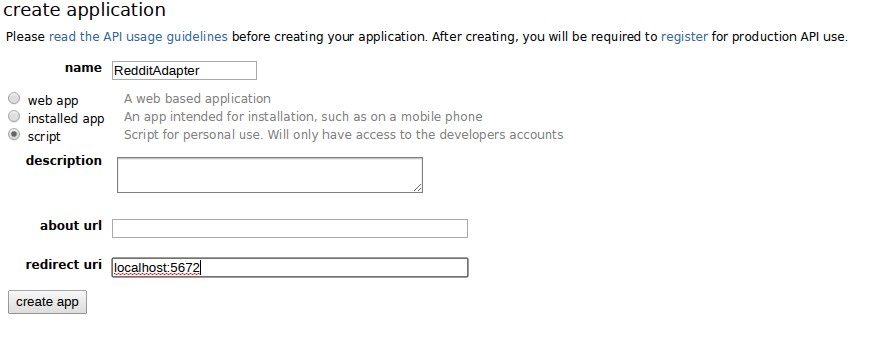 create application
Please read the API usage guidelines before creating your application. After creating, you will be required to register for production API use.
name RedditAdapter
web app A web based application
installed app An app intended for installation, such as on a mobile phone
script Script for personal use. Will only have access to the developers accounts
description
about url
redirect uri localhost:5672
create app